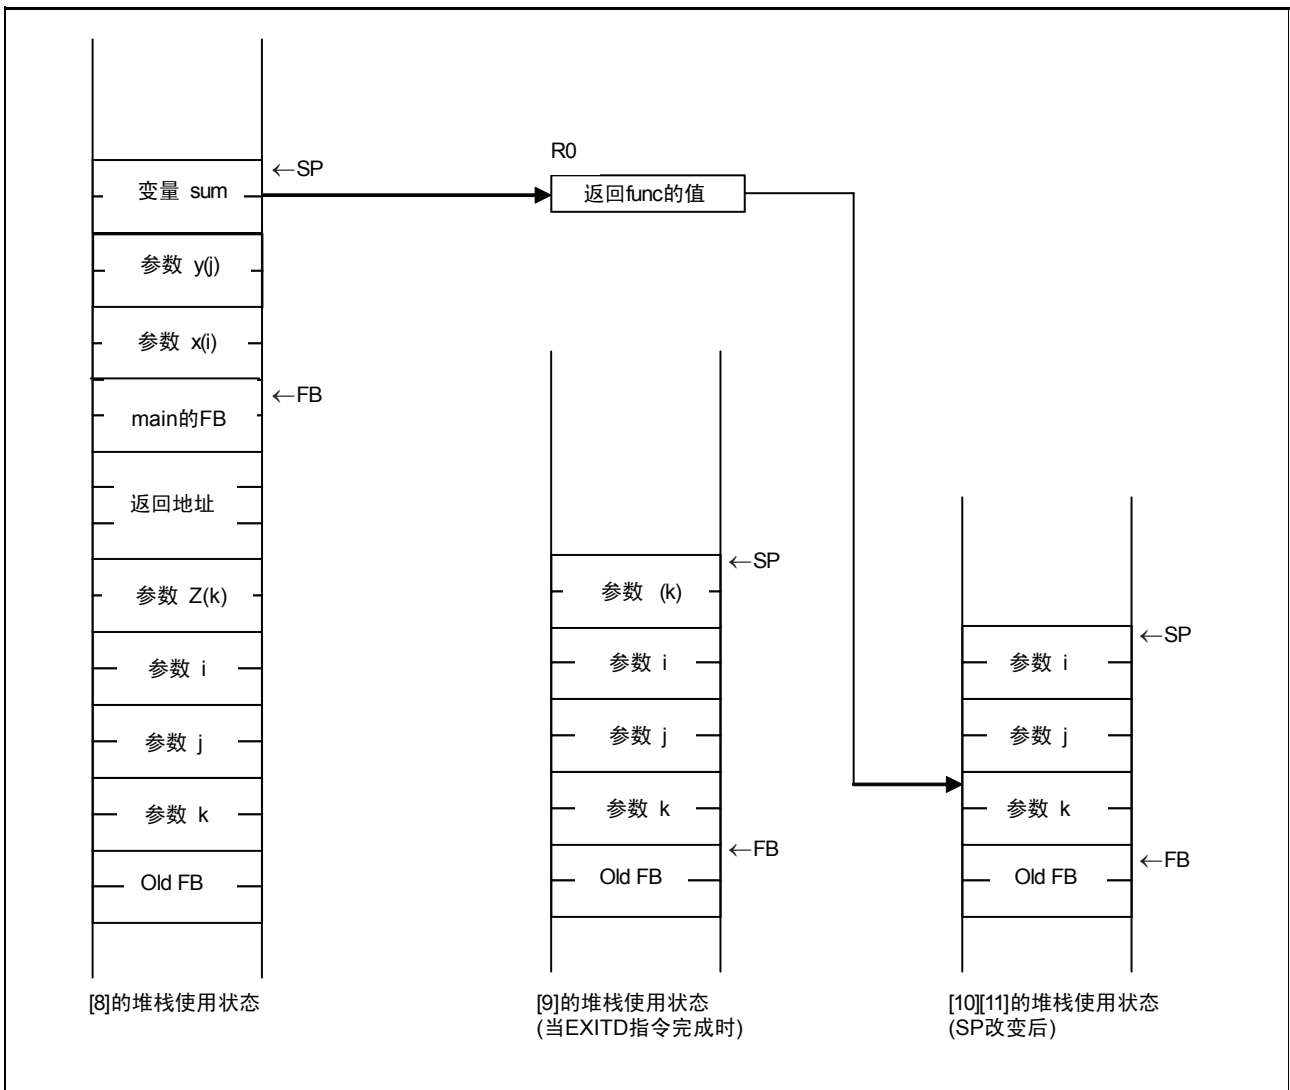 ←SP
变量 sum
参数 y(j)
参数 x(i)
←FB
main的FB
返回地址
参数 Z(k)
参数 i
参数 j
参数 k
Old FB
[8]的堆栈使用状态
R0
返回func的值
←SP
参数 (k)
参数 i
参数 j
参数 k
←FB
Old FB
[9]的堆栈使用状态
(当EXITD指令完成时)
←SP
参数 i
参数 j
参数 k
←FB
Old FB
[10][11]的堆栈使用状态
(SP改变后)